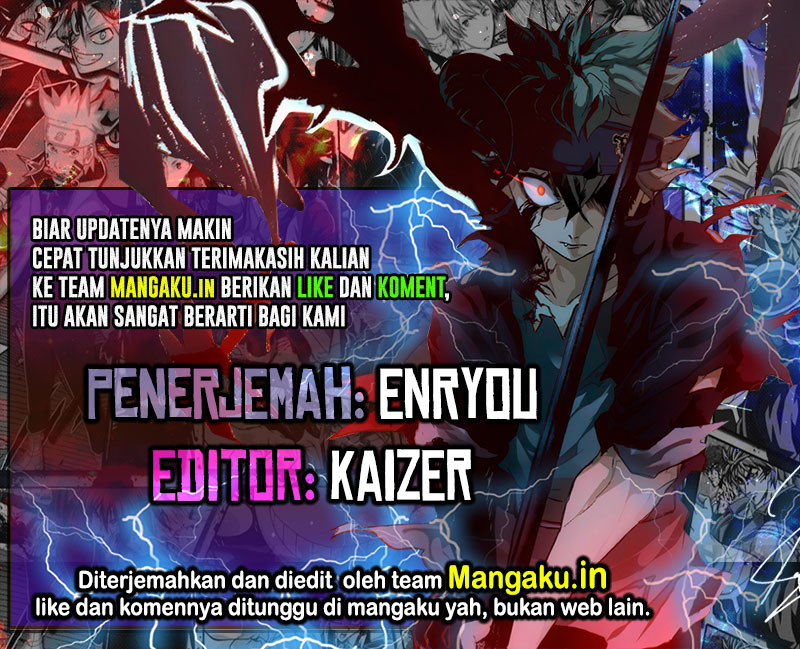 BIAR UPDATENYA MAKIN
CEPAT TUNJUKKAN TERIMAKASIH KALIAN
KE TEAM MANGAKU.IN BERIKAN LIKE DAN KOMENT,
ITU AKAN SANGAT BERARTI BAGI KAMI
PENERJEMAH: ENRYOU
EDITOR: KAIZER
Diterjemahkan dan diedit oleh team Mangaku.in
like dan komennya ditunggu di mangaku yah, bukan web lain.